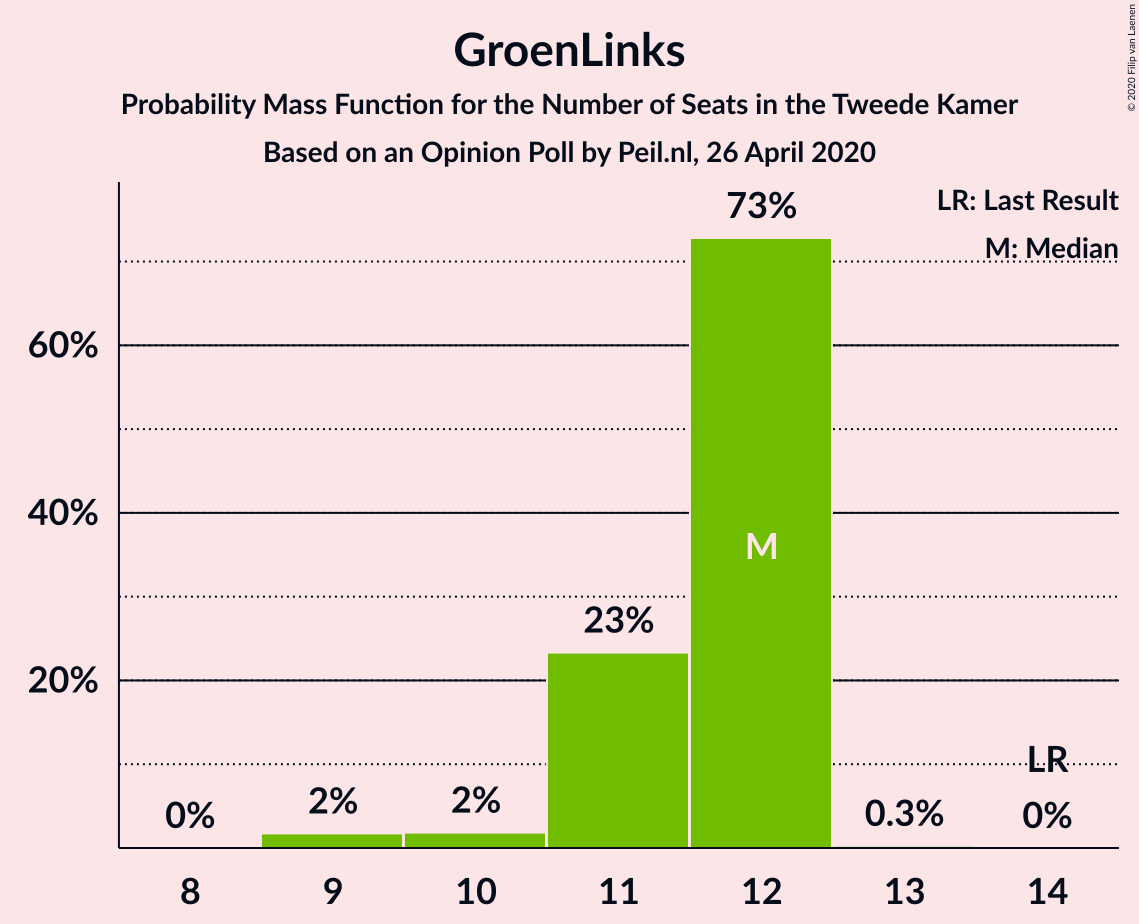 GroenLinks
Probability Mass Function for the Number of Seats in the Tweede Kamer
Based on an Opinion Poll by Peil.nl, 26 April 2020
© 2020 Filip van Laenen
LR: Last Result
M: Median
73%
60%
40%
M
23%
20%
LR
0%
2%
2%
0.3%
0%
8
9
10
11
12
13
14